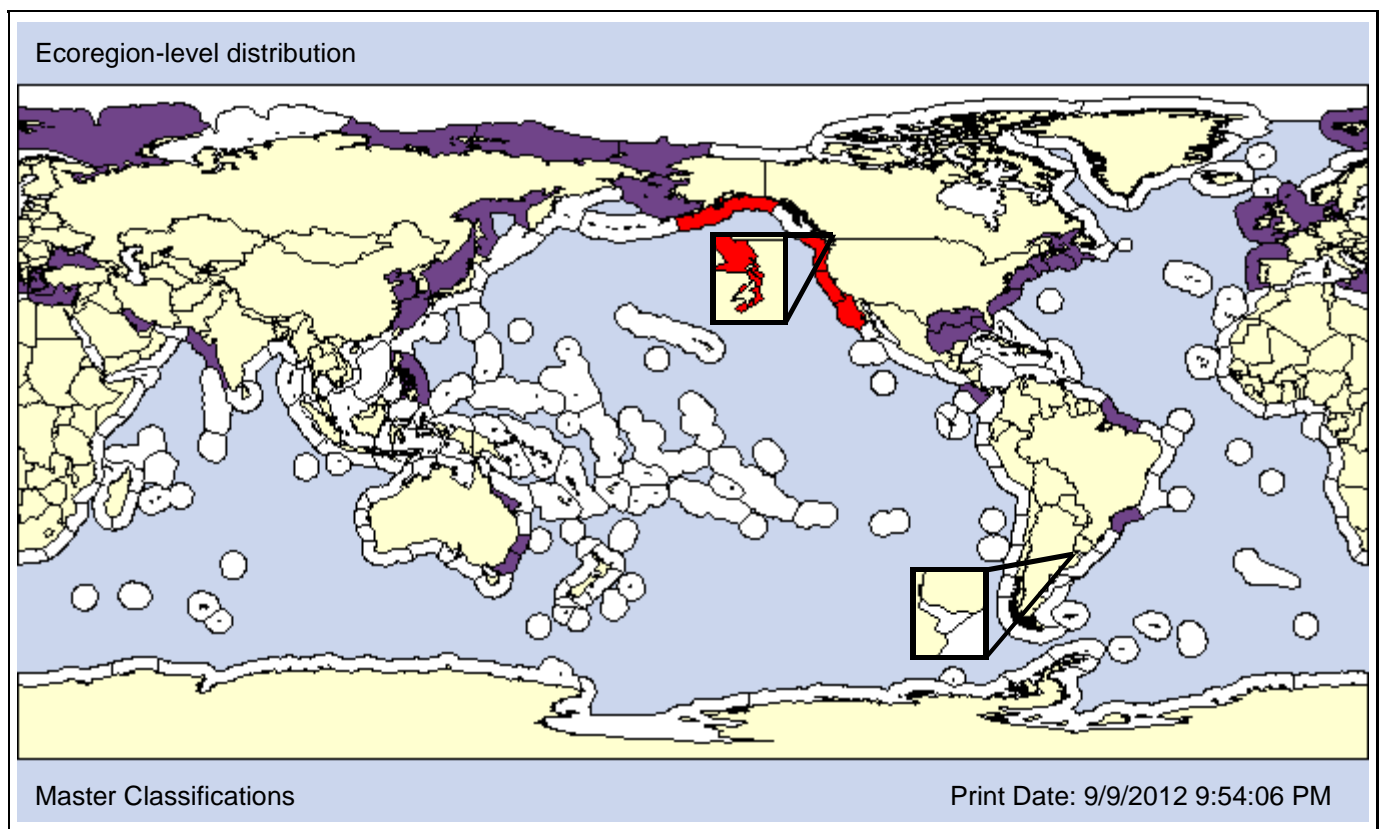 Ecoregion-level distribution
Master Classifications
Print Date: 9/9/2012 9:54:06 PM